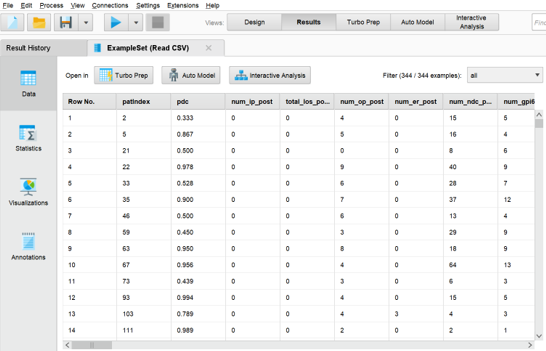 File Edit Process View Connections Settings Extensions Help
Views: Design Results Turbo Prep Auto Model Interactive Analysis Find
Result History ExampleSet (Read CSV)
Data
Statistics
Visualizations
Annotations
Open in Turbo Prep Auto Model Interactive Analysis Filter (344 / 344 examples): all
Row No. patIndex pdc num_ip_post total_los_po... num_op_post num_er_post num_ndc_p... num_gpi6
1 2 0.333 0 0 4 0 15 5
2 5 0.867 0 0 5 0 16 4
3 21 0.500 0 0 0 0 8 6
4 22 0.978 0 0 9 0 40 9
5 33 0.528 0 0 6 0 28 7
6 35 0.900 0 0 7 0 37 12
7 46 0.500 0 0 6 0 13 4
8 59 0.450 0 0 3 0 29 9
9 63 0.950 0 0 8 0 18 9
10 67 0.956 0 0 4 0 64 13
11 73 0.439 0 0 3 0 6 3
12 93 0.994 0 0 4 0 15 5
13 103 0.789 0 0 4 3 4 3
14 111 0.989 0 0 2 0 2 1